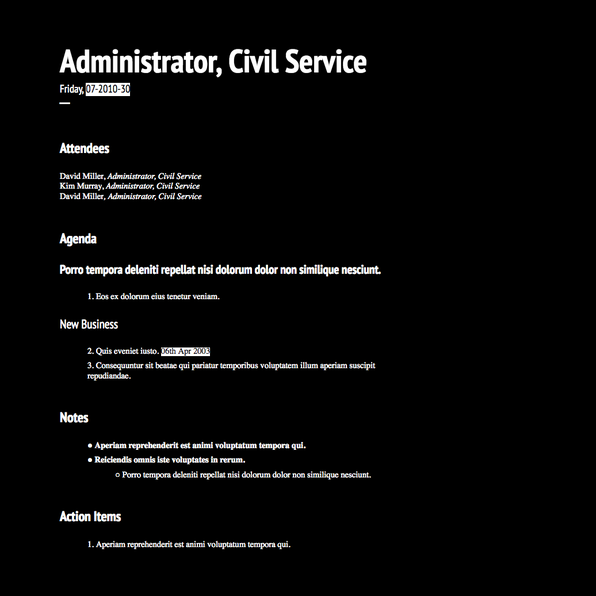 Administrator, Civil Service
Friday, 07-2010-30
Attendees
David Miller, Administrator, Civil Service
Kim Murray, Administrator, Civil Service
David Miller, Administrator, Civil Service
Agenda
Porro tempora deleniti repellat nisi dolorum dolor non similique nesciunt.
1. Eos ex dolorum eius tenetur veniam.
New Business
2. Quis eveniet iusto. 06th Apr 2003
3. Consequuntur sit beatae qui pariatur temporibus voluptatem illum aperiam suscipit
repudiandae.
Notes
● Aperiam reprehenderit est animi voluptatum tempora qui.
● Reiciendis omnis iste voluptates in rerum.
○ Porro tempora deleniti repellat nisi dolorum dolor non similique nesciunt.
Action Items
1. Aperiam reprehenderit est animi voluptatum tempora qui.